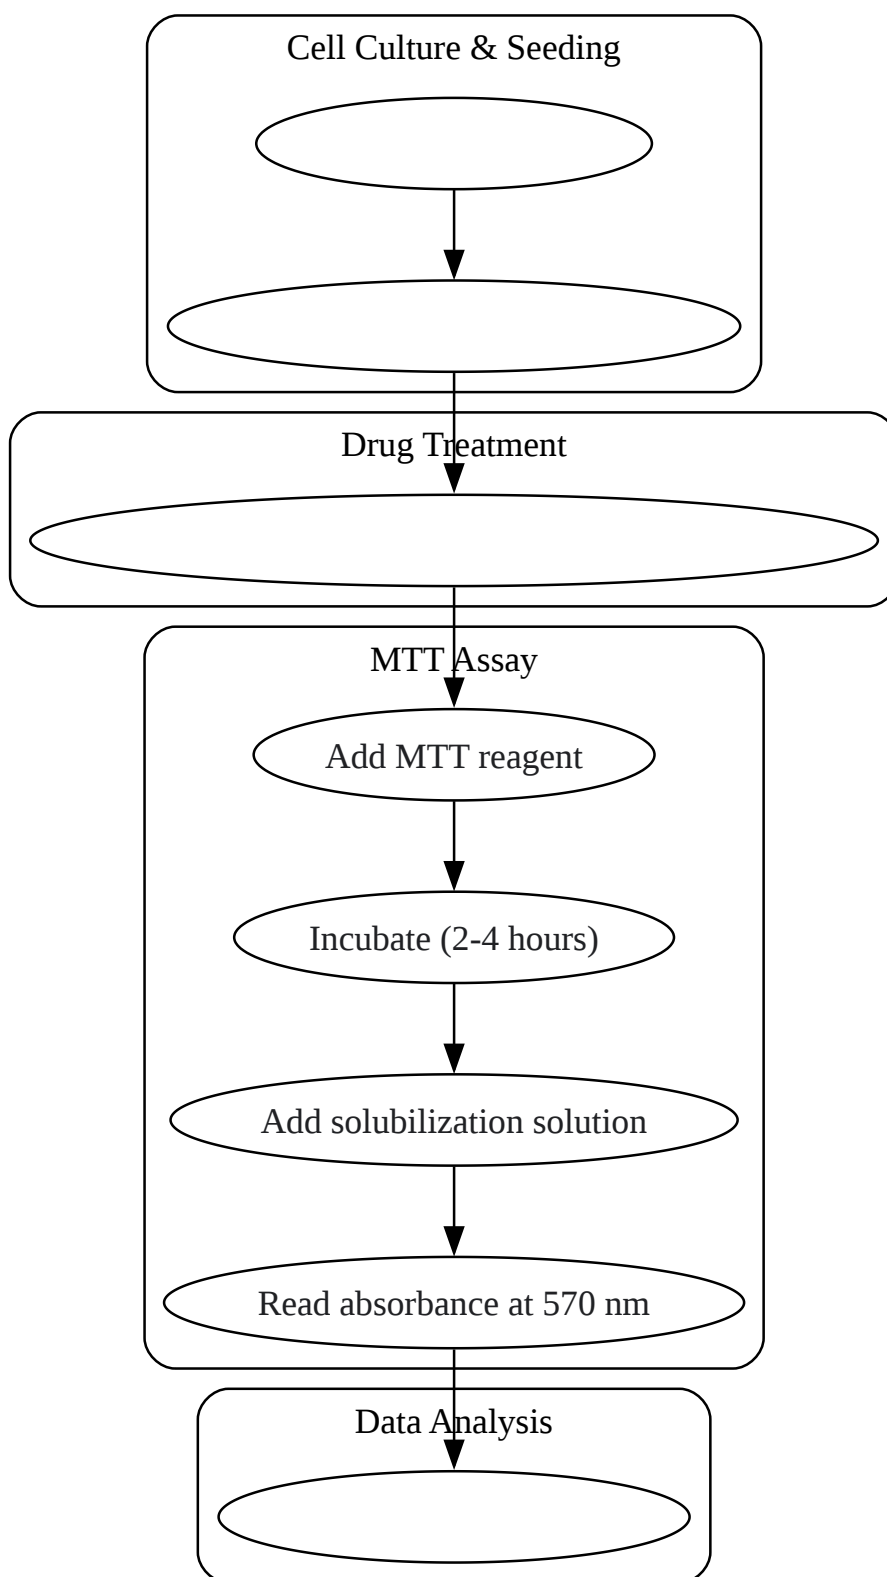 Cell Culture & Seeding
Drug Treatment
MTT Assay
Add MTT reagent
Incubate (2-4 hours)
Add solubilization solution
Read absorbance at 570 nm
Data Analysis